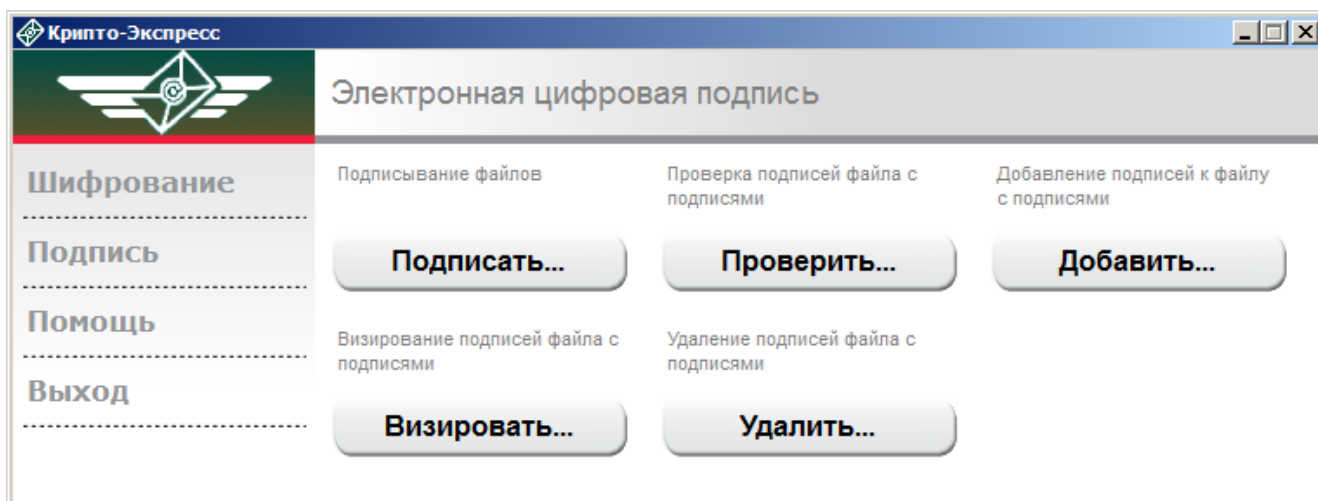 Крипто-Экспресс
Электронная цифровая подпись
Шифрование
Подпись
Помощь
Выход
Подписывание файлов
Подписать...
Проверка подписей файла с
подписями
Проверить...
Добавление подписей к файлу
с подписями
Добавить...
Визирование подписей файла с
подписями
Визировать...
Удаление подписей файла с
подписями
Удалить...